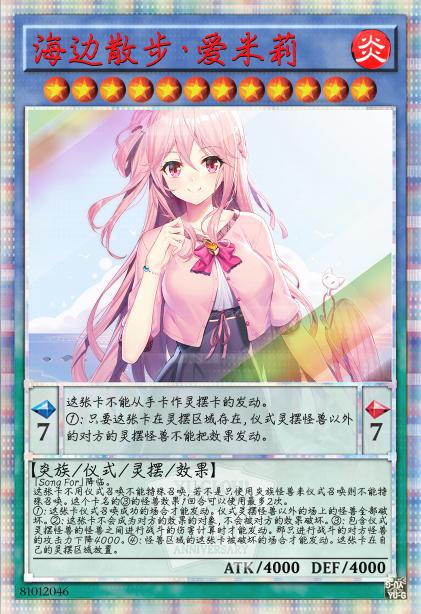 海边散步·爱米莉
炎
这张卡不能从手卡作灵摆卡的发动。
①：只要这张卡在灵摆区域存在，仪式灵摆怪兽以外
的对方的灵摆怪兽不能把效果发动。
7
7
【炎族/仪式/灵摆/效果】
「Song For」降临。
这张卡不用仪式召唤不能特殊召唤，若不是只使用炎族怪兽来仪式召唤则不能特
殊召唤。这个卡名的③的怪兽效果1回合可以使用最多2次。
①：这张卡仪式召唤成功的场合才能发动。仪式灵摆怪兽以外的场上的怪兽全部破
坏。②：这张卡不会成为对方的效果的对象，不会被对方的效果破坏。③：包含仪式
灵摆怪兽的怪兽之间进行战斗的伤害计算时才能发动。那只进行战斗的对方怪兽
的攻击力下降4000。④：怪兽区域的这张卡被破坏的场合才能发动。这张卡在自
己的灵摆区域放置。
ANNIVERSARY
ATK/4000 DEF/4000
81012046